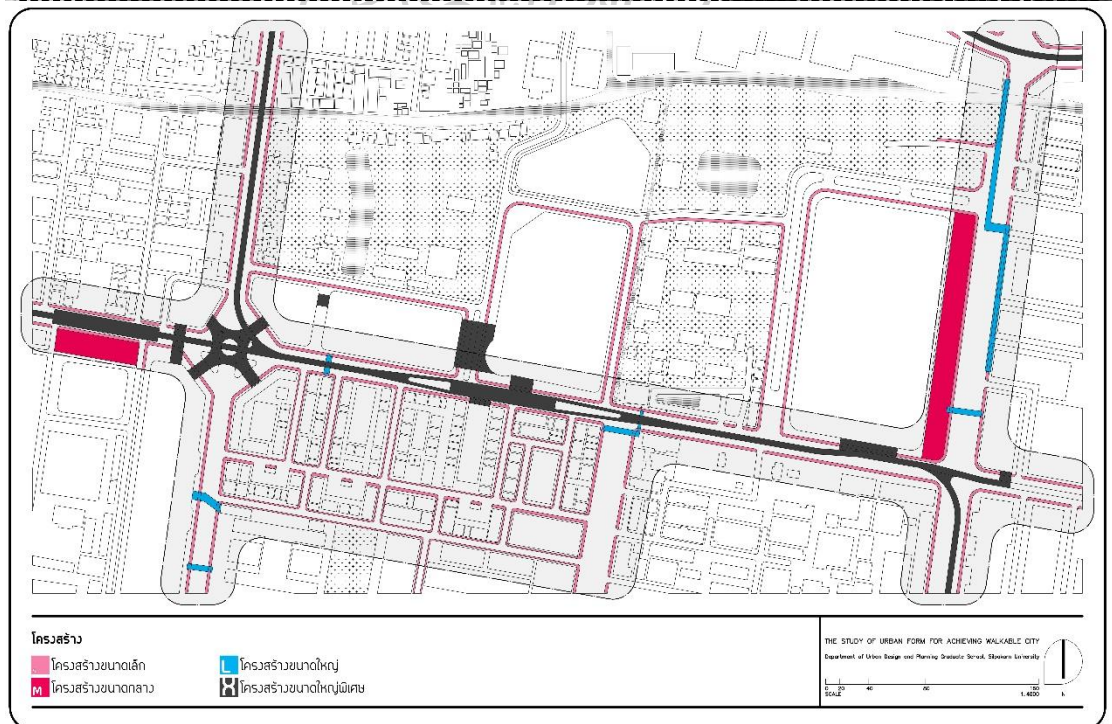 โครงสร้าง
โครงสร้างขนาดเล็ก
M โครงสร้างขนาดกลาง
L โครงสร้างขนาดใหญ่
X โครงสร้างขนาดใหญ่พิเศษ
THE STUDY OF URBAN FORM FOR ACHIEVING WALKABLE CITY
Department of Urban Design and Planning Graduate School, Silpakorn University
0 20 40 80 160
SCALE 1:4000 N